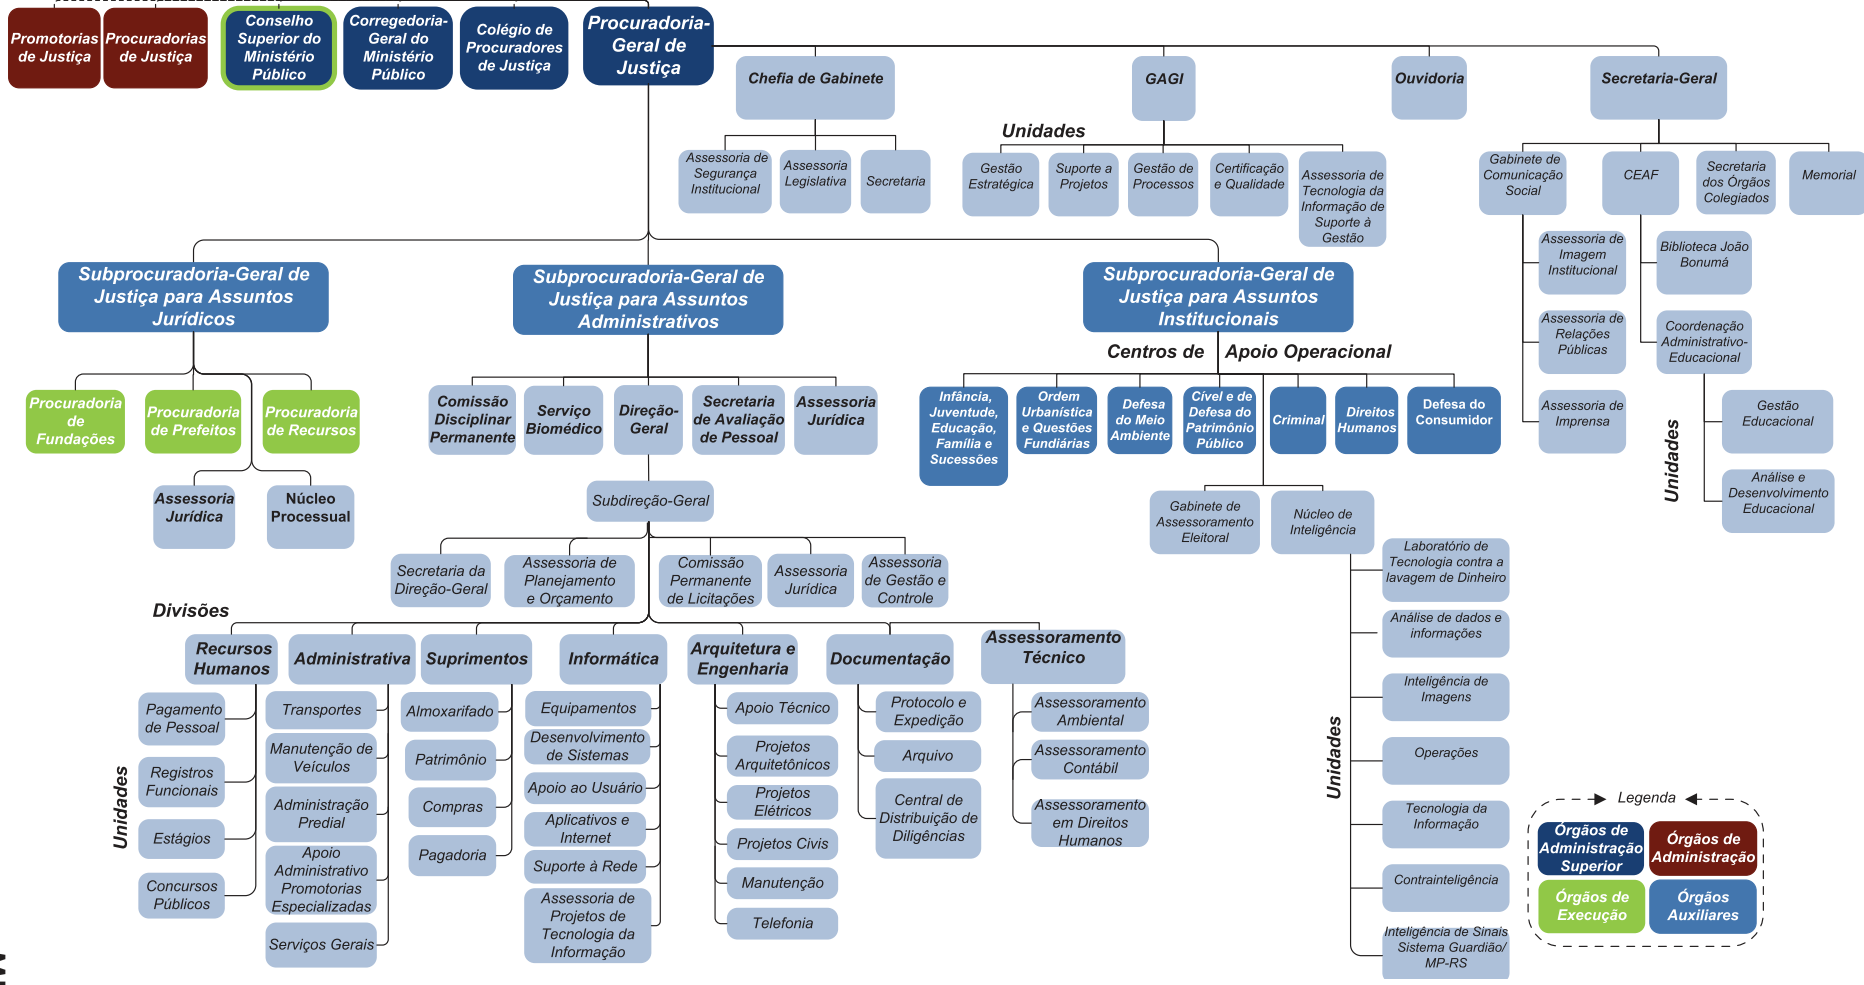 Promotorias
de Justiça
Procuradorias
de Justiça
Conselho
Superior do
Ministério
Público
Corregedoria-
Geral do
Ministério
Público
Colégio de
Procuradores
de Justiça
Procuradoria-
Geral de
Justiça
Chefia de Gabinete
GAGI
Ouvidoria
Secretaria-Geral
Assessoria de
Segurança
Institucional
Assessoria
Legislativa
Secretaria
Unidades
Gestão
Estratégica
Suporte a
Projetos
Gestão de
Processos
Certificação
e Qualidade
Assessoria de
Tecnologia da
Informação de
Suporte à
Gestão
Gabinete de
Comunicação
Social
CEAF
Secretaria
dos Órgãos
Colegiados
Memorial
Assessoria de
Imagem
Institucional
Assessoria de
Relações
Públicas
Assessoria de
Imprensa
Biblioteca João
Bonumá
Coordenação
Administrativo-
Educacional
Unidades
Gestão
Educacional
Análise e
Desenvolvimento
Educacional
Subprocuradoria-Geral de
Justiça para Assuntos
Jurídicos
Subprocuradoria-Geral de
Justiça para Assuntos
Administrativos
Subprocuradoria-Geral de
Justiça para Assuntos
Institucionais
Procuradoria
de
Fundações
Procuradoria
de Prefeitos
Procuradoria
de Recursos
Assessoria
Jurídica
Núcleo
Processual
Comissão
Disciplinar
Permanente
Serviço
Biomédico
Direção-
Geral
Secretaria
de Avaliação
de Pessoal
Assessoria
Jurídica
Centros de Apoio Operacional
Infância,
Juventude,
Educação,
Família e
Sucessões
Ordem
Urbanística
e Questões
Fundiárias
Defesa
do Meio
Ambiente
Cível e de
Defesa do
Patrimônio
Público
Criminal
Direitos
Humanos
Defesa do
Consumidor
Gabinete de
Assessoramento
Eleitoral
Núcleo de
Inteligência
Unidades
Laboratório de
Tecnologia contra a
lavagem de Dinheiro
Análise de dados e
informações
Inteligência de
Imagens
Operações
Tecnologia da
Informação
Contrainteligência
Inteligência de Sinais
Sistema Guardião/
MP-RS
Subdireção-Geral
Secretaria da
Direção-Geral
Assessoria de
Planejamento
e Orçamento
Comissão
Permanente
de Licitações
Assessoria
Jurídica
Assessoria
de Gestão e
Controle
Divisões
Recursos
Humanos
Administrativa
Suprimentos
Informática
Arquitetura e
Engenharia
Documentação
Assessoramento
Técnico
Unidades
Pagamento
de Pessoal
Registros
Funcionais
Estágios
Concursos
Públicos
Transportes
Manutenção de
Veículos
Administração
Predial
Apoio
Administrativo
Promotorias
Especializadas
Serviços Gerais
Almoxarifado
Patrimônio
Compras
Pagadoria
Equipamentos
Desenvolvimento
de Sistemas
Apoio ao Usuário
Aplicativos e
Internet
Suporte à Rede
Assessoria de
Projetos de
Tecnologia da
Informação
Apoio Técnico
Projetos
Arquitetônicos
Projetos
Elétricos
Projetos Civis
Manutenção
Telefonia
Protocolo e
Expedição
Arquivo
Central de
Distribuição de
Diligências
Assessoramento
Ambiental
Assessoramento
Contábil
Assessoramento
em Direitos
Humanos
Legenda
Órgãos de
Administração
Superior
Órgãos de
Administração
Órgãos de
Execução
Órgãos
Auxiliares